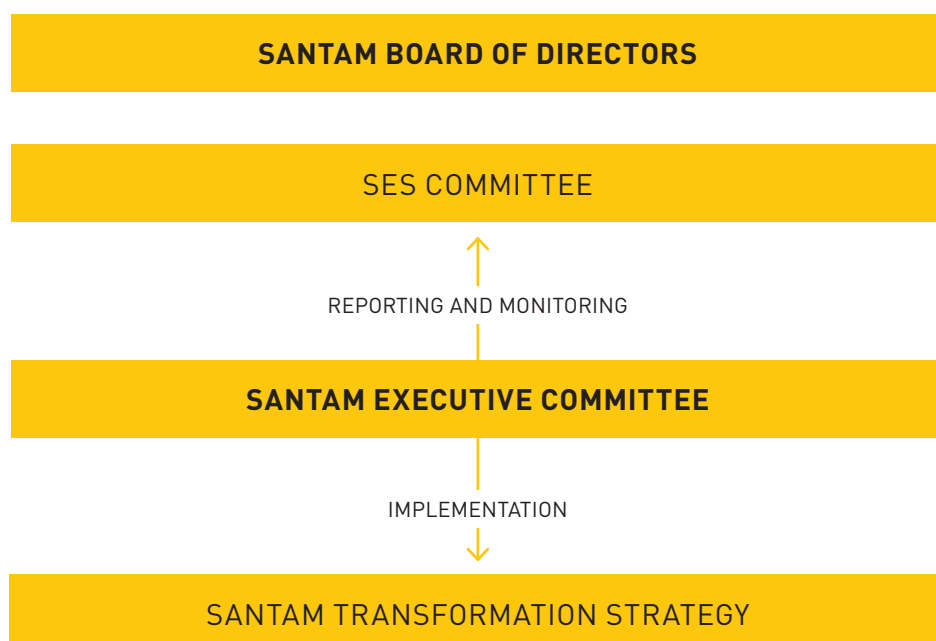 SANTAM BOARD OF DIRECTORS
SES COMMITTEE
REPORTING AND MONITORING
SANTAM EXECUTIVE COMMITTEE
IMPLEMENTATION
SANTAM TRANSFORMATION STRATEGY